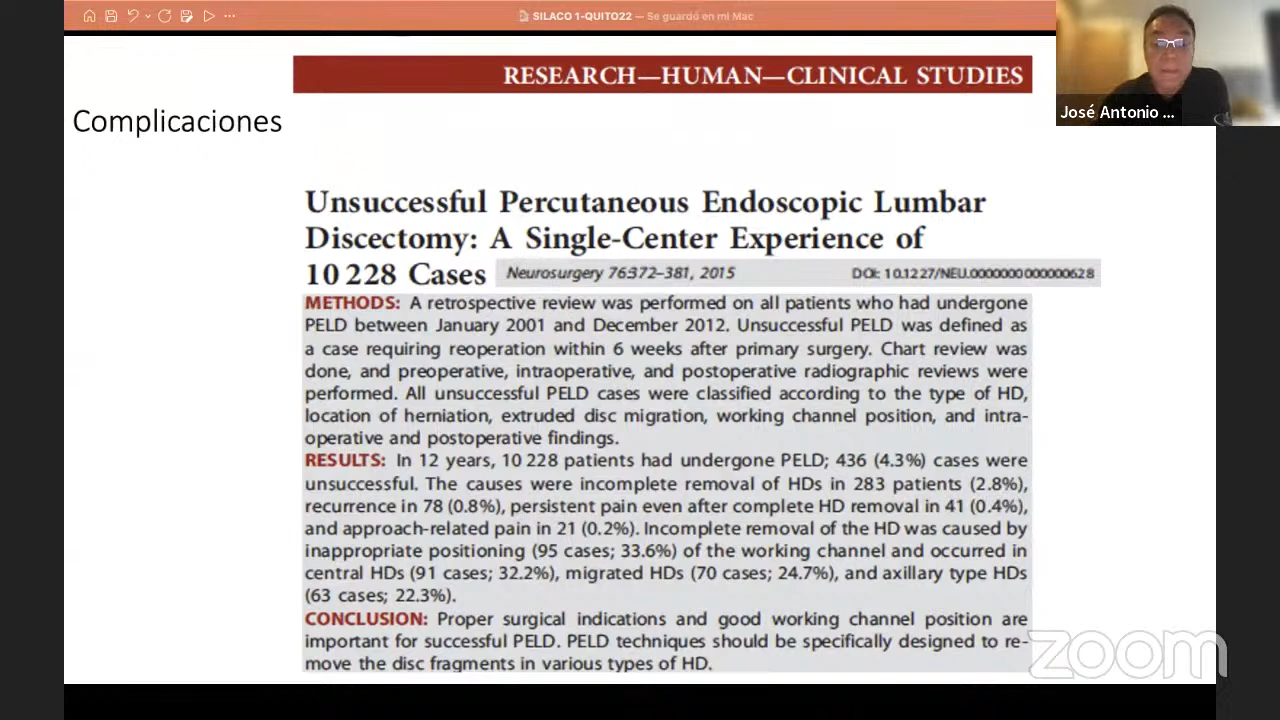 SILACO 1-QUITO22 — Se guardó en mi Mac
RESEARCH—HUMAN—CLINICAL STUDIES
José Antonio ...
Complicaciones
Unsuccessful Percutaneous Endoscopic Lumbar
Discectomy: A Single-Center Experience of
10 228 Cases
Neurosurgery 76:372–381, 2015 DOI: 10.1227/NEU.0000000000000628
METHODS: A retrospective review was performed on all patients who had undergone
PELD between January 2001 and December 2012. Unsuccessful PELD was defined as
a case requiring reoperation within 6 weeks after primary surgery. Chart review was
done, and preoperative, intraoperative, and postoperative radiographic reviews were
performed. All unsuccessful PELD cases were classified according to the type of HD,
location of herniation, extruded disc migration, working channel position, and intra-
operative and postoperative findings.
RESULTS: In 12 years, 10 228 patients had undergone PELD; 436 (4.3%) cases were
unsuccessful. The causes were incomplete removal of HDs in 283 patients (2.8%),
recurrence in 78 (0.8%), persistent pain even after complete HD removal in 41 (0.4%),
and approach-related pain in 21 (0.2%). Incomplete removal of the HD was caused by
inappropriate positioning (95 cases; 33.6%) of the working channel and occurred in
central HDs (91 cases; 32.2%), migrated HDs (70 cases; 24.7%), and axillary type HDs
(63 cases; 22.3%).
CONCLUSION: Proper surgical indications and good working channel position are
important for successful PELD. PELD techniques should be specifically designed to re-
move the disc fragments in various types of HD.
zoom